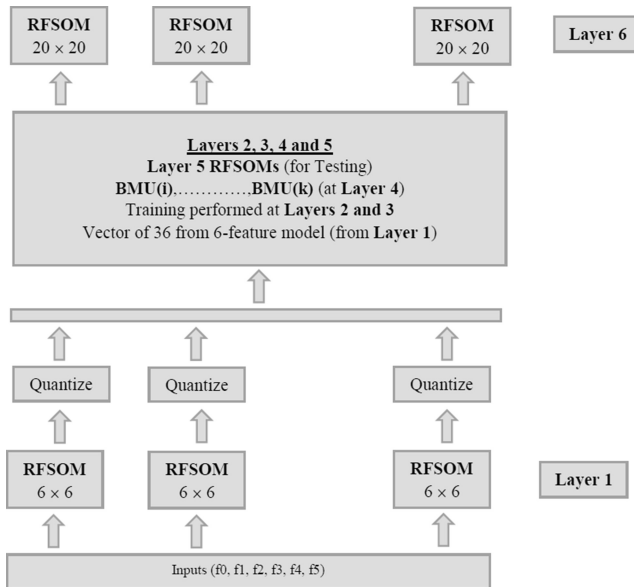 RFSOM RFSOM RFSOM Layer 6
20 × 20 20 × 20 20 × 20
Layers 2, 3, 4 and 5
Layer 5 RFSOMs (for Testing)
BMU(i),…………,BMU(k) (at Layer 4)
Training performed at Layers 2 and 3
Vector of 36 from 6-feature model (from Layer 1)
Quantize Quantize Quantize
RFSOM RFSOM RFSOM Layer 1
6 × 6 6 × 6 6 × 6
Inputs (f0, f1, f2, f3, f4, f5)